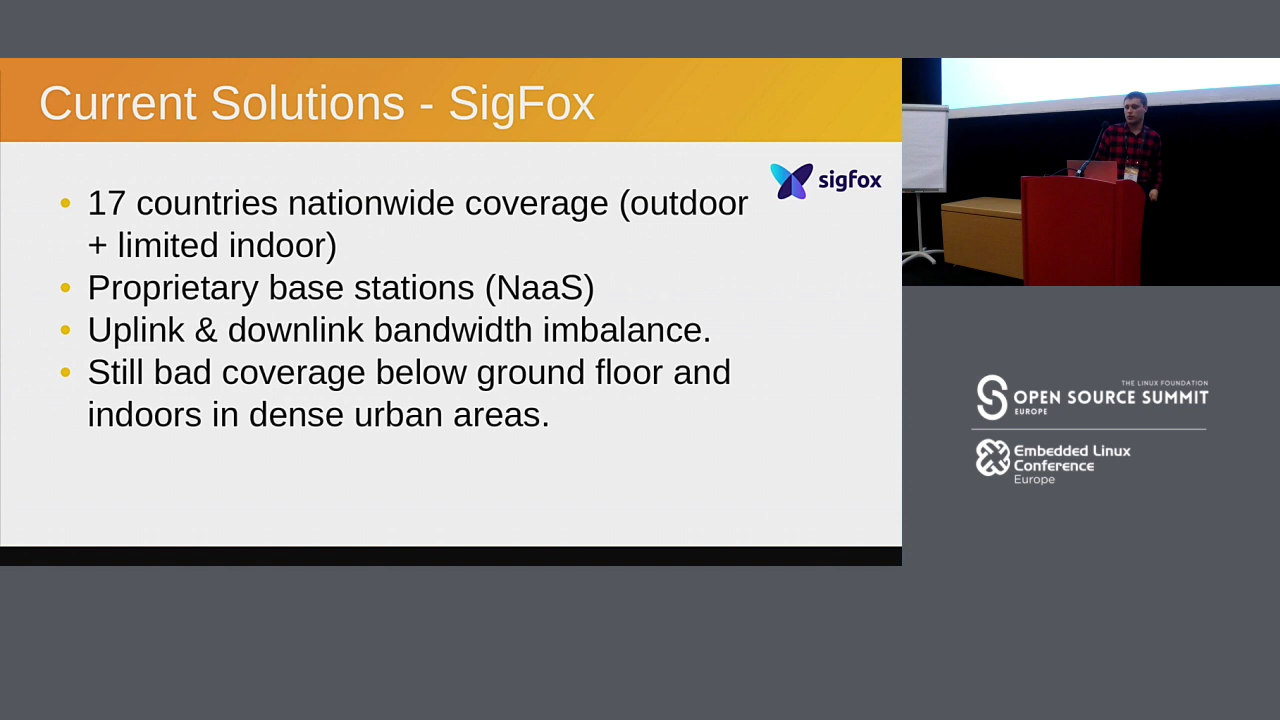 Current Solutions - SigFox
sigfox
• 17 countries nationwide coverage (outdoor
+ limited indoor)
• Proprietary base stations (NaaS)
• Uplink & downlink bandwidth imbalance.
• Still bad coverage below ground floor and
indoors in dense urban areas.
THE LINUX FOUNDATION
OPEN SOURCE SUMMIT
EUROPE
Embedded Linux
Conference
Europe